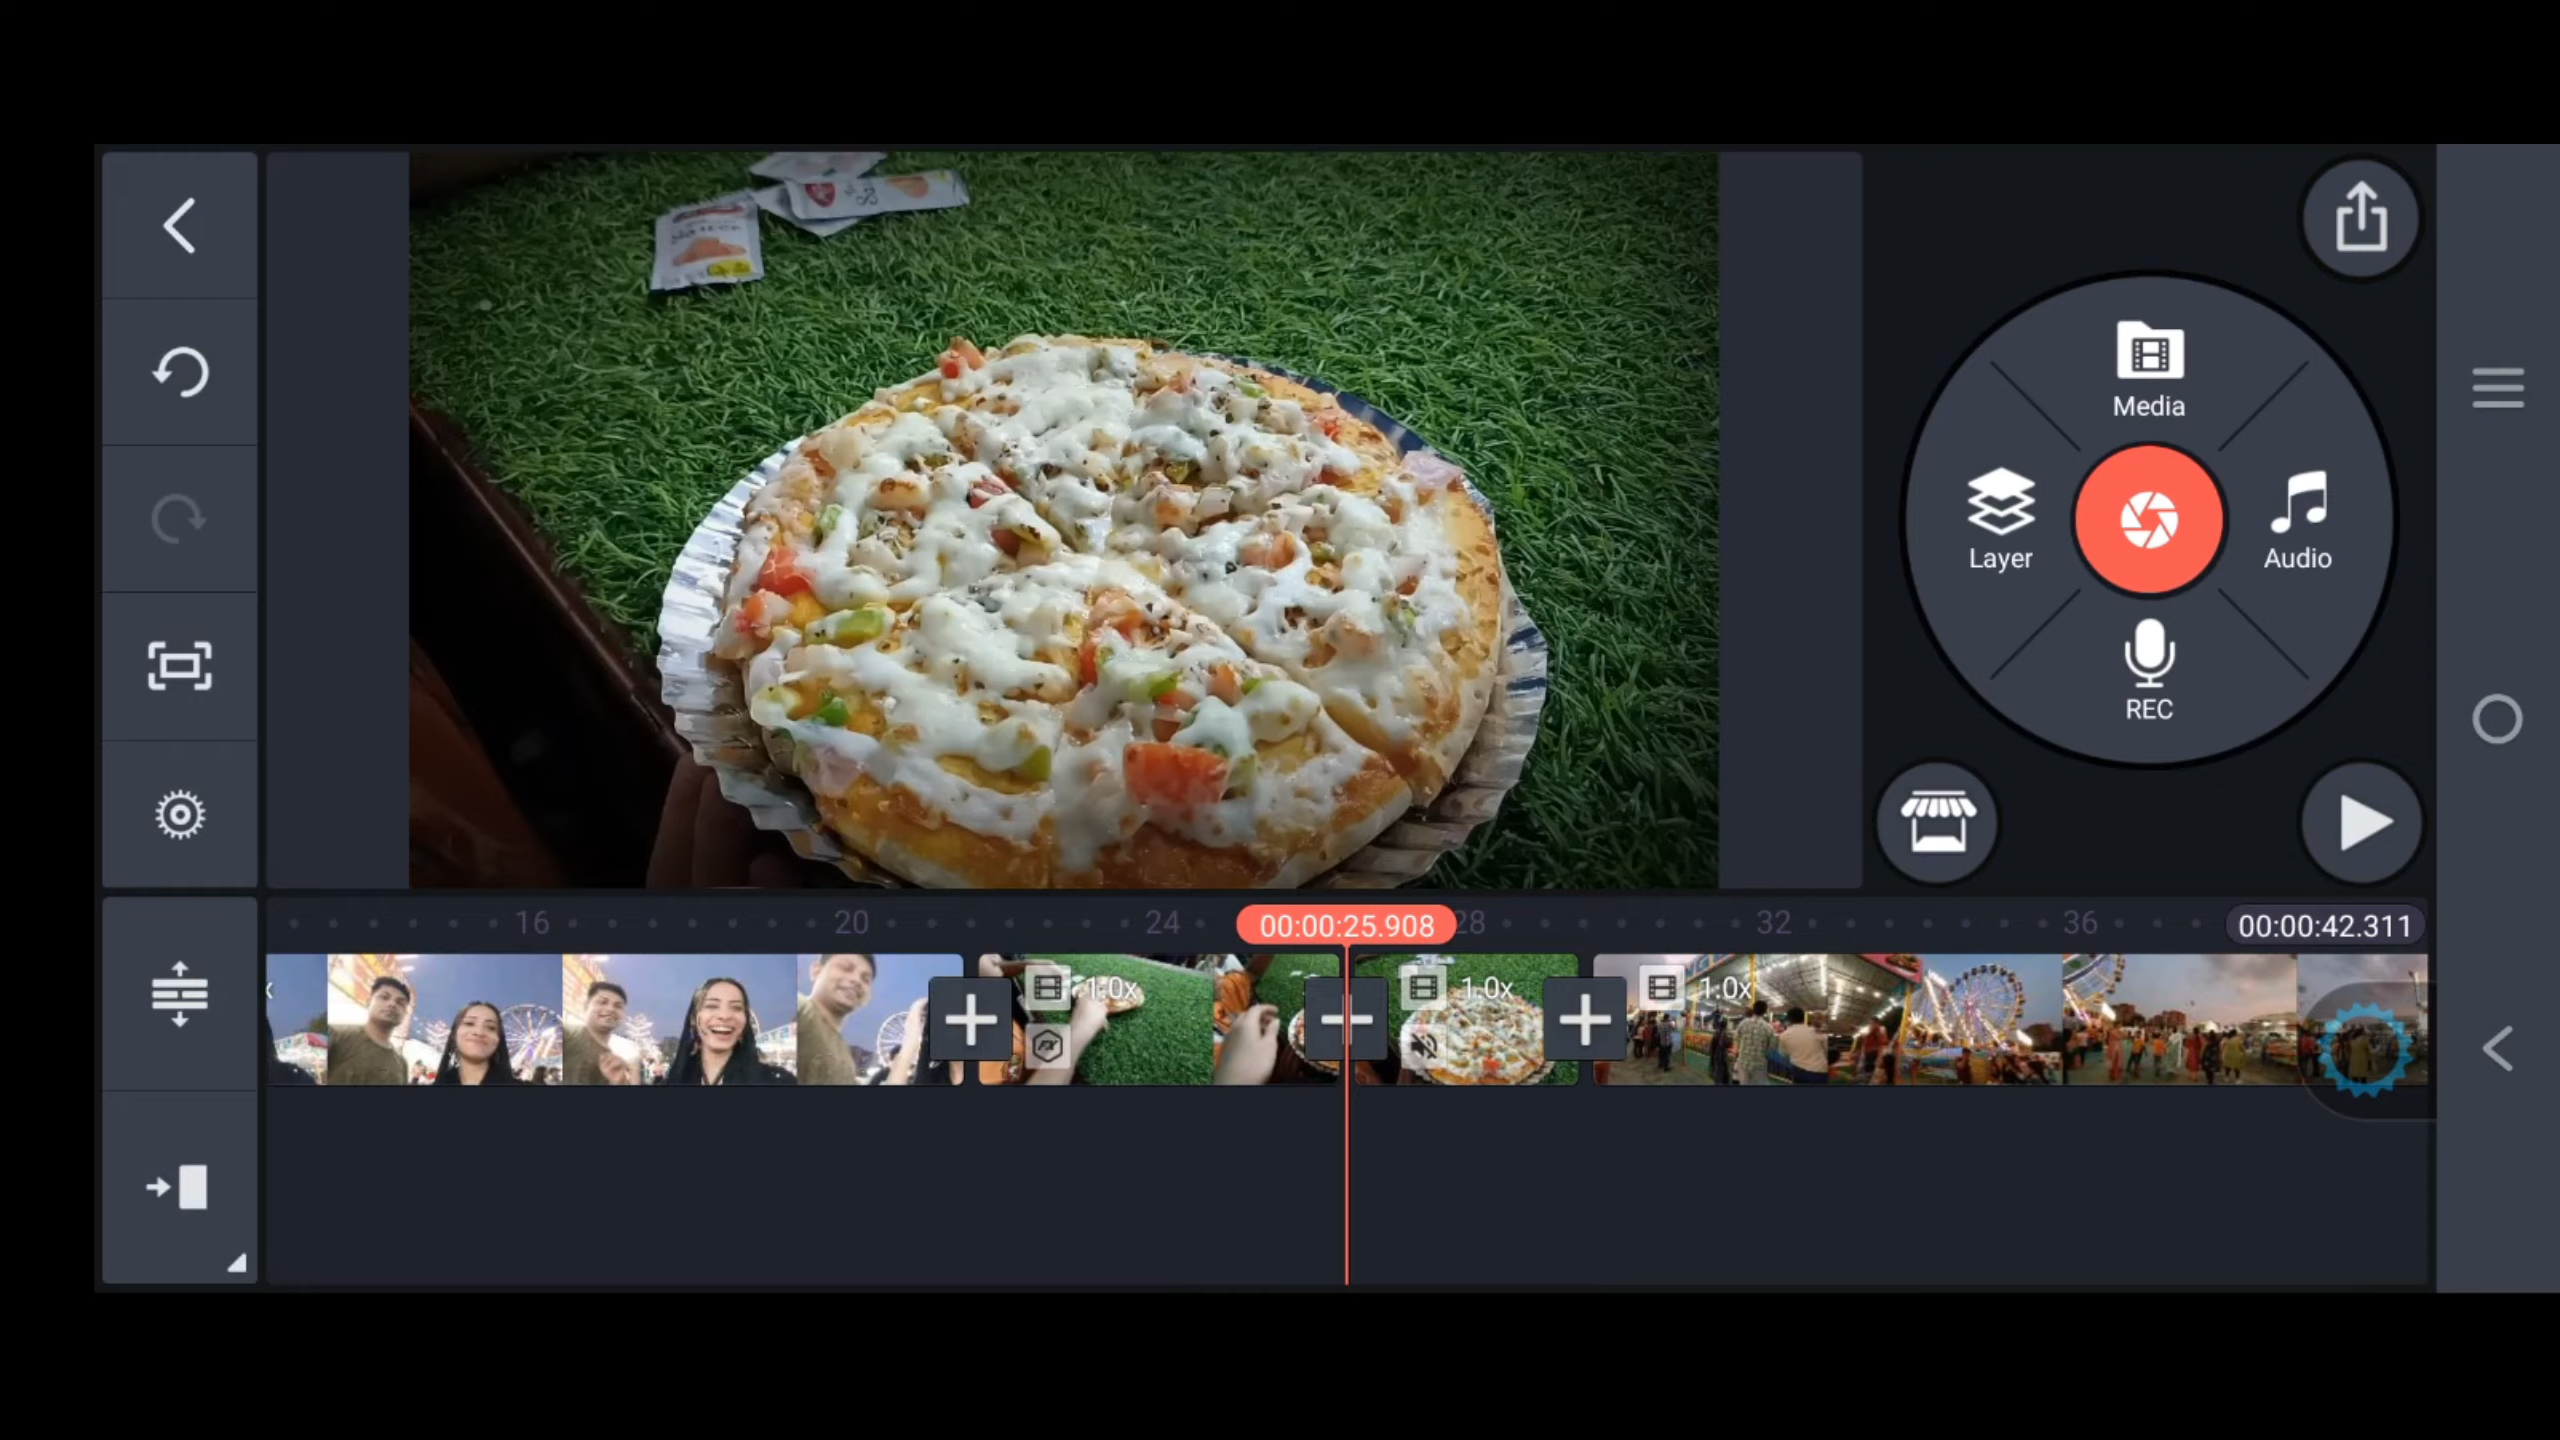 Media
Layer
Audio
REC
16
20
24
00:00:25.908
28
32
36
00:00:42.311
1.0x
1.0x
1.0x